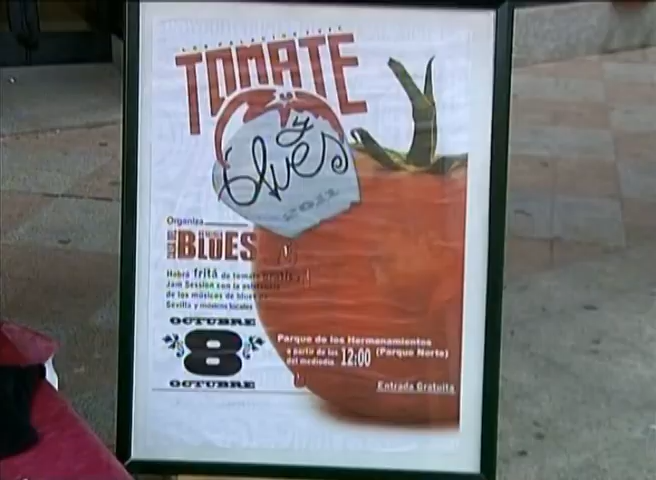 TOMATE
y
blues
2011
Organiza
BLUES
Habrá fritá de tomate
Jam Session con la asistencia
de los músicos de blues de
Sevilla y músicos locales
OCTUBRE
8
OCTUBRE
Parque de los Hermanamientos
a partir de las 12:00 (Parque Norte)
del mediodía
Entrada Gratuita